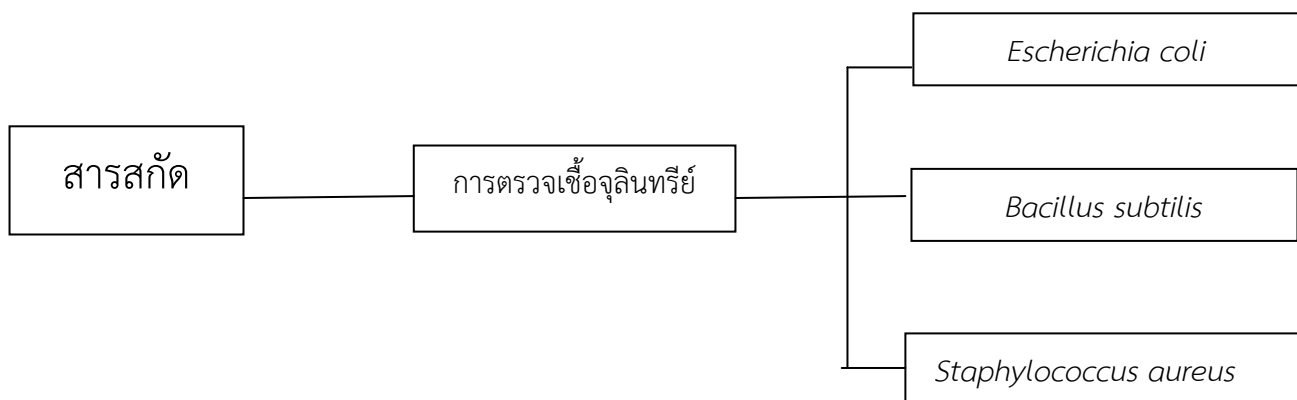 สารสกัด
การตรวจเชื้อจุลินทรีย์
Escherichia coli
Bacillus subtilis
Staphylococcus aureus